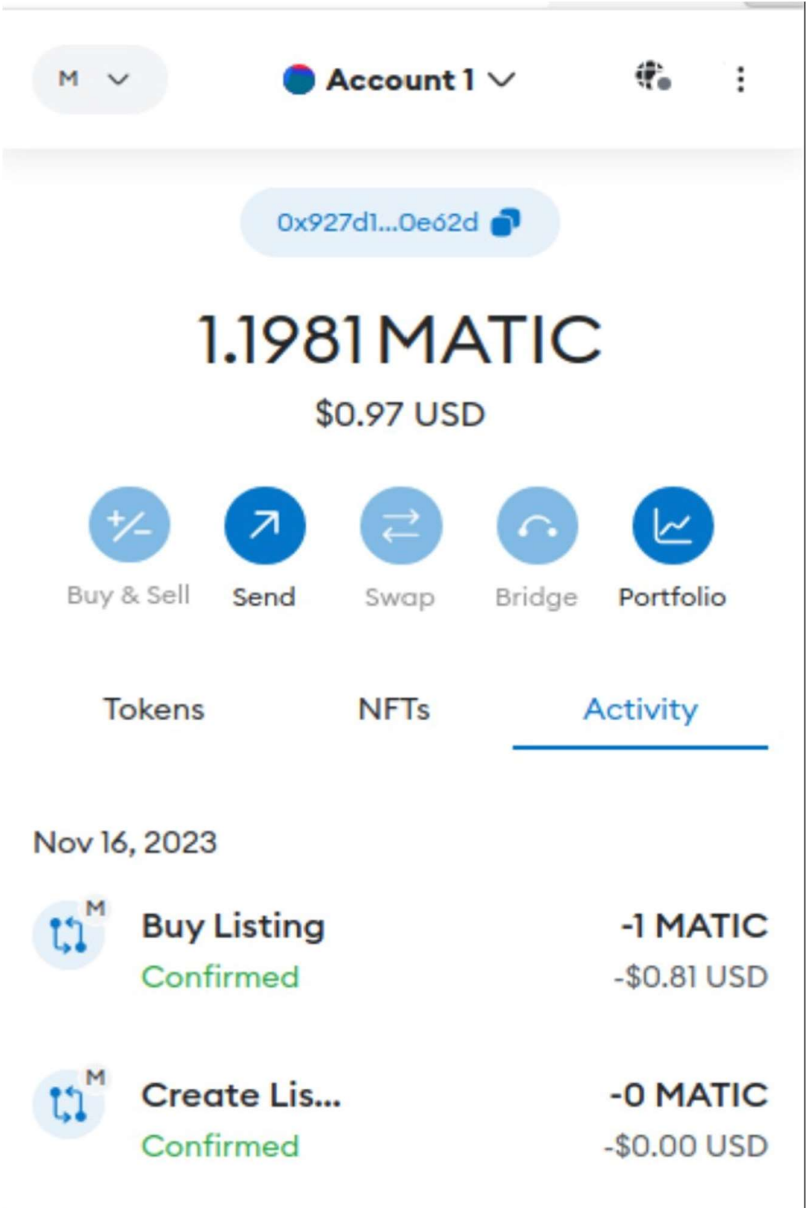 M Account 1
0x927d1...0e62d
1.1981 MATIC
$0.97 USD
Buy & Sell Send Swap Bridge Portfolio
Tokens NFTs Activity
Nov 16, 2023
M
Buy Listing -1 MATIC
Confirmed -$0.81 USD
M
Create Lis... -0 MATIC
Confirmed -$0.00 USD